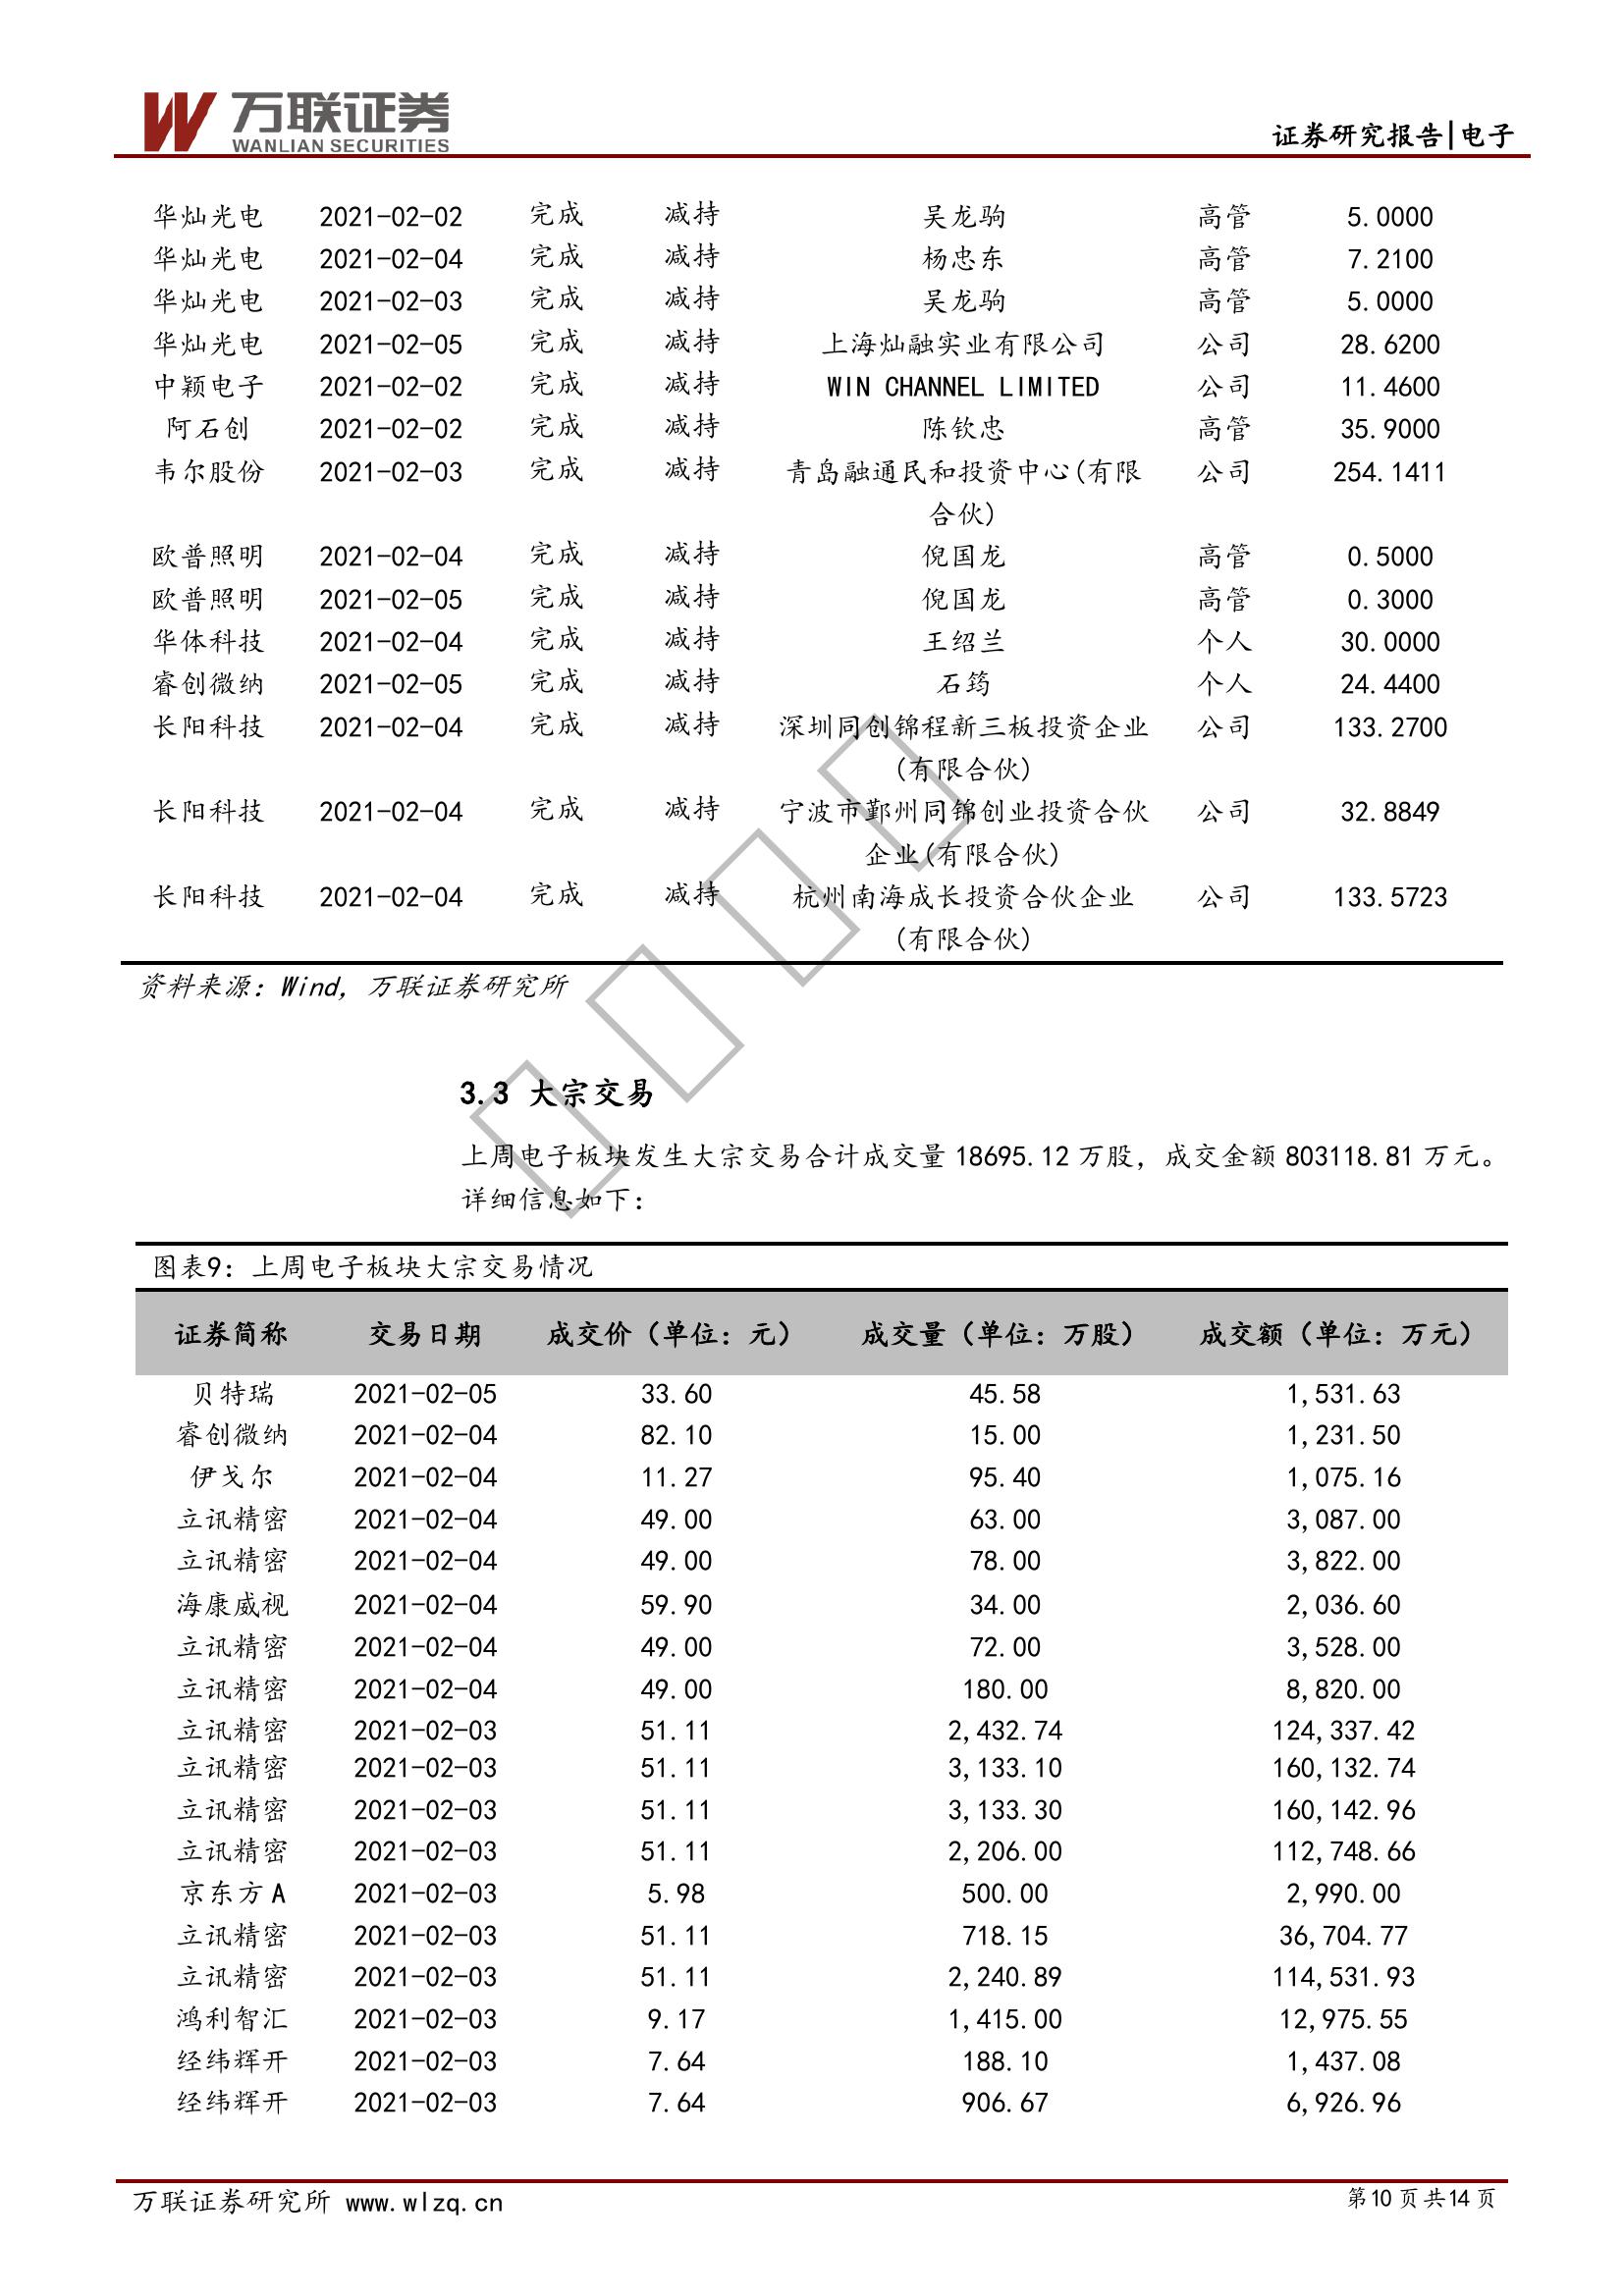 万联证券
WANLIAN SECURITIES
证券研究报告|电子
华灿光电 2021-02-02 完成 减持 吴龙驹 高管 5.0000
华灿光电 2021-02-04 完成 减持 杨忠东 高管 7.2100
华灿光电 2021-02-03 完成 减持 吴龙驹 高管 5.0000
华灿光电 2021-02-05 完成 减持 上海灿融实业有限公司 公司 28.6200
中颖电子 2021-02-02 完成 减持 WIN CHANNEL LIMITED 公司 11.4600
阿石创 2021-02-02 完成 减持 陈钦忠 高管 35.9000
韦尔股份 2021-02-03 完成 减持 青岛融通民和投资中心(有限 公司 254.1411
合伙)
欧普照明 2021-02-04 完成 减持 倪国龙 高管 0.5000
欧普照明 2021-02-05 完成 减持 倪国龙 高管 0.3000
华体科技 2021-02-04 完成 减持 王绍兰 个人 30.0000
睿创微纳 2021-02-05 完成 减持 石筠 个人 24.4400
长阳科技 2021-02-04 完成 减持 深圳同创锦程新三板投资企业 公司 133.2700
(有限合伙)
长阳科技 2021-02-04 完成 减持 宁波市鄞州同锦创业投资合伙 公司 32.8849
企业(有限合伙)
长阳科技 2021-02-04 完成 减持 杭州南海成长投资合伙企业 公司 133.5723
(有限合伙)
资料来源：Wind, 万联证券研究所
3.3 大宗交易
上周电子板块发生大宗交易合计成交量 18695.12 万股，成交金额 803118.81 万元。
详细信息如下：
图表9：上周电子板块大宗交易情况
证券简称 交易日期 成交价（单位：元） 成交量（单位：万股） 成交额（单位：万元）
贝特瑞 2021-02-05 33.60 45.58 1,531.63
睿创微纳 2021-02-04 82.10 15.00 1,231.50
伊戈尔 2021-02-04 11.27 95.40 1,075.16
立讯精密 2021-02-04 49.00 63.00 3,087.00
立讯精密 2021-02-04 49.00 78.00 3,822.00
海康威视 2021-02-04 59.90 34.00 2,036.60
立讯精密 2021-02-04 49.00 72.00 3,528.00
立讯精密 2021-02-04 49.00 180.00 8,820.00
立讯精密 2021-02-03 51.11 2,432.74 124,337.42
立讯精密 2021-02-03 51.11 3,133.10 160,132.74
立讯精密 2021-02-03 51.11 3,133.30 160,142.96
立讯精密 2021-02-03 51.11 2,206.00 112,748.66
京东方 A 2021-02-03 5.98 500.00 2,990.00
立讯精密 2021-02-03 51.11 718.15 36,704.77
立讯精密 2021-02-03 51.11 2,240.89 114,531.93
鸿利智汇 2021-02-03 9.17 1,415.00 12,975.55
经纬辉开 2021-02-03 7.64 188.10 1,437.08
经纬辉开 2021-02-03 7.64 906.67 6,926.96
万联证券研究所 www.wlzq.cn 第10 页共14 页